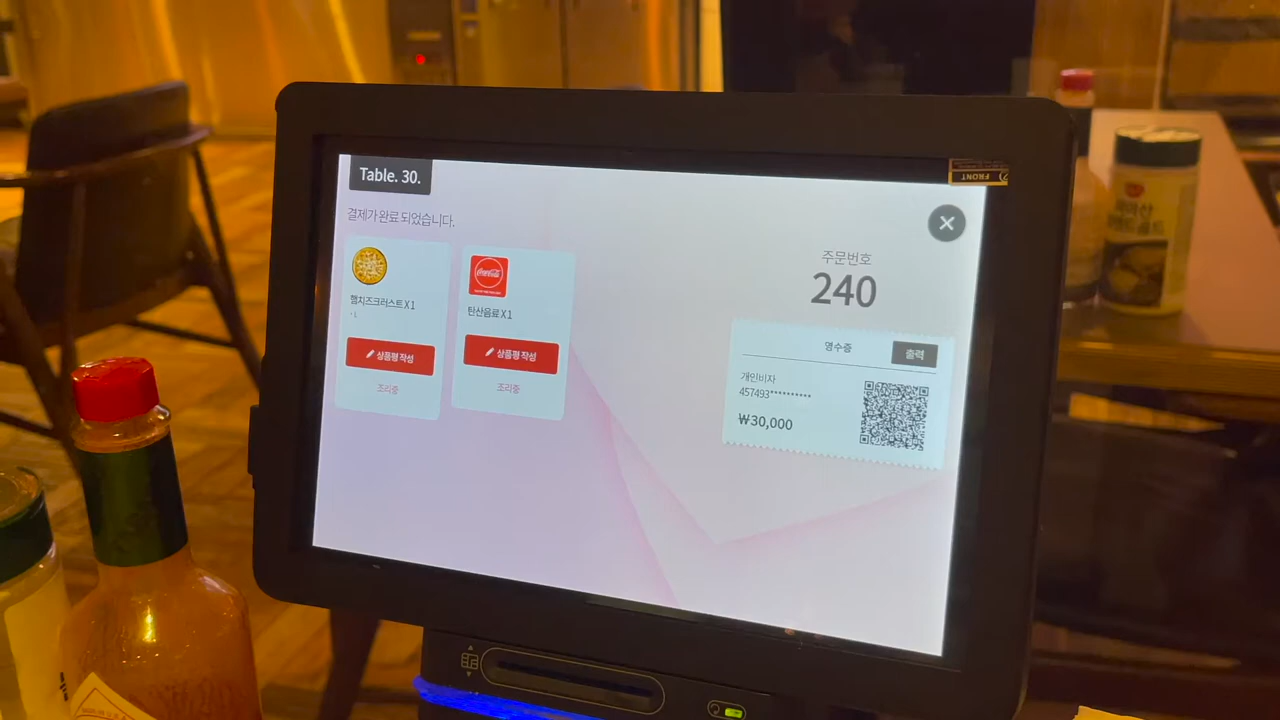 Table. 30.
결제가 완료 되었습니다.
햄치즈크러스트 X 1
· L
상품평 작성
조리중
Coca-Cola
탄산음료 X 1
상품평 작성
조리중
주문번호
240
영수증
출력
개인비자
457493**********
₩30,000
FRONT